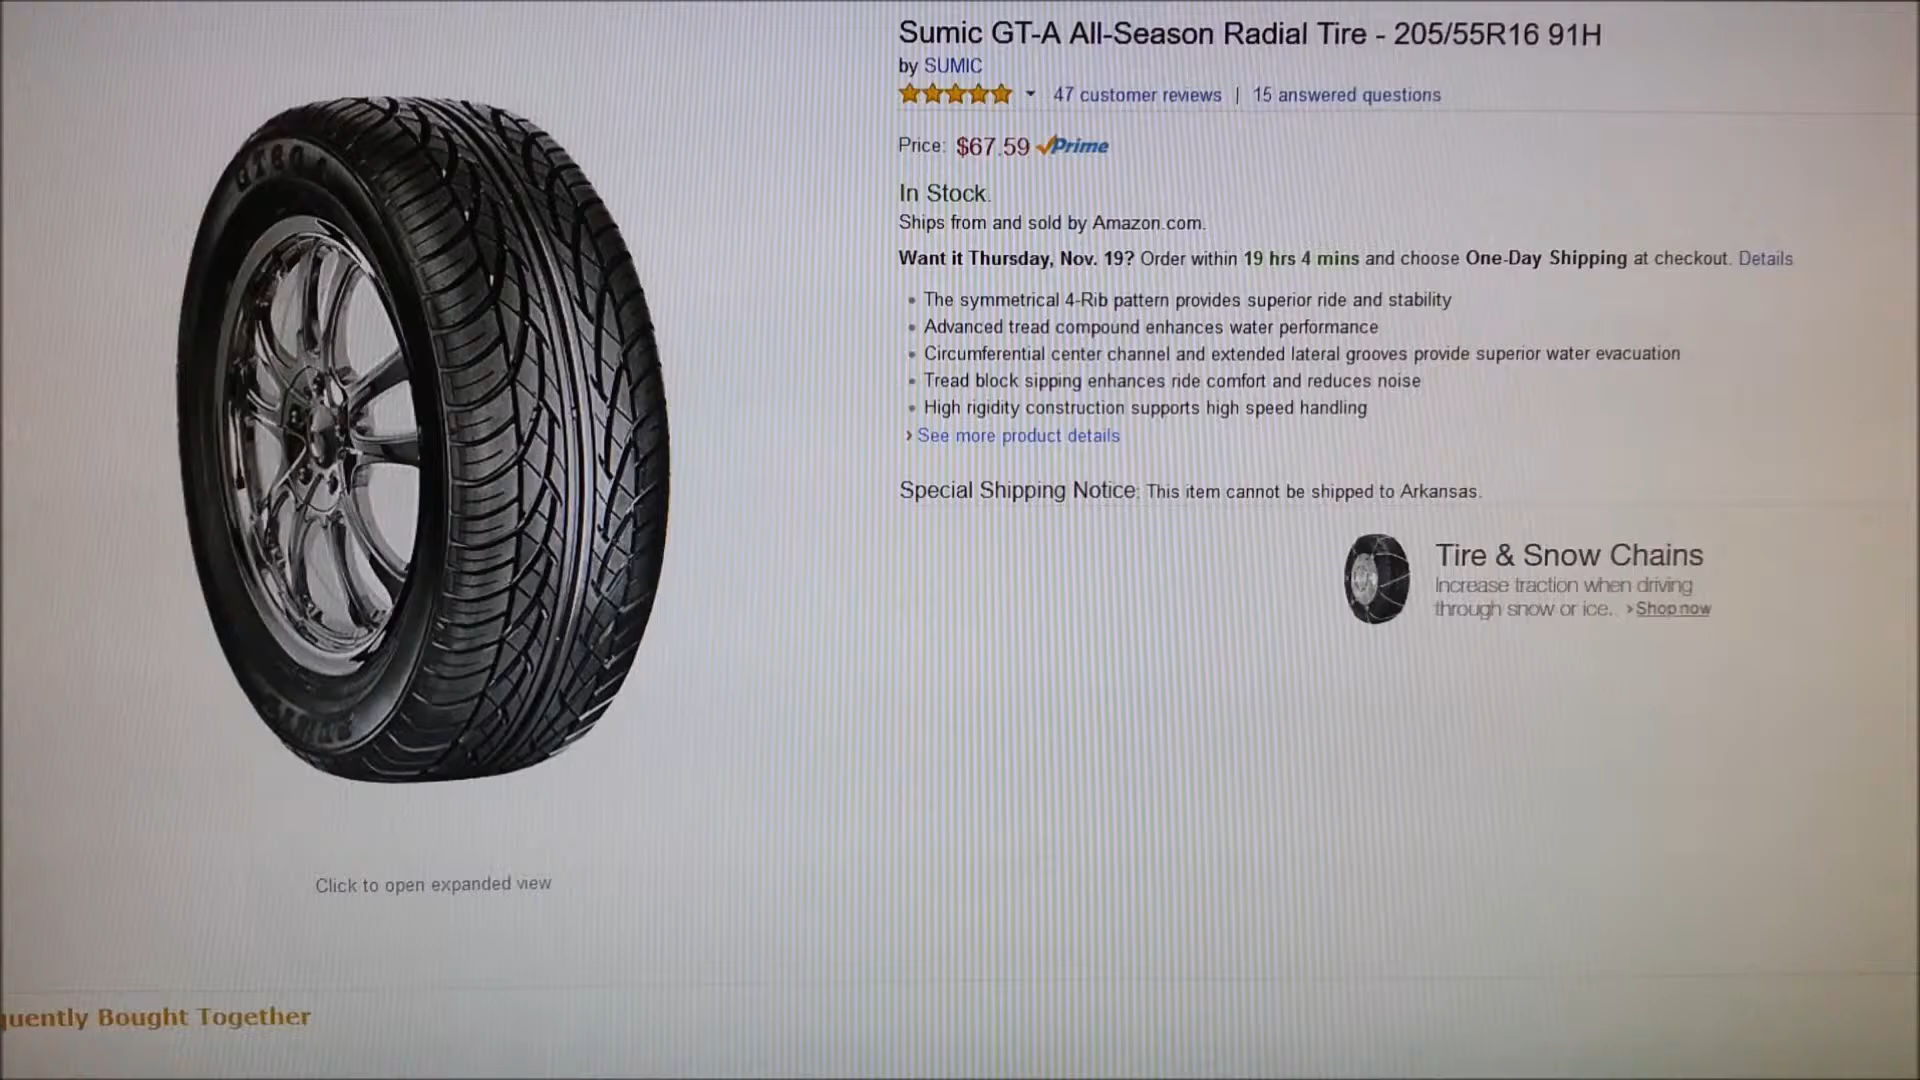 Sumic GT-A All-Season Radial Tire - 205/55R16 91H
by SUMIC
47 customer reviews | 15 answered questions
Price: $67.59 Prime
In Stock.
Ships from and sold by Amazon.com.
Want it Thursday, Nov. 19? Order within 19 hrs 4 mins and choose One-Day Shipping at checkout. Details
The symmetrical 4-Rib pattern provides superior ride and stability
Advanced tread compound enhances water performance
Circumferential center channel and extended lateral grooves provide superior water evacuation
Tread block sipping enhances ride comfort and reduces noise
High rigidity construction supports high speed handling
› See more product details
Special Shipping Notice: This item cannot be shipped to Arkansas.
Tire & Snow Chains
Increase traction when driving
through snow or ice. › Shop now
Click to open expanded view
quently Bought Together